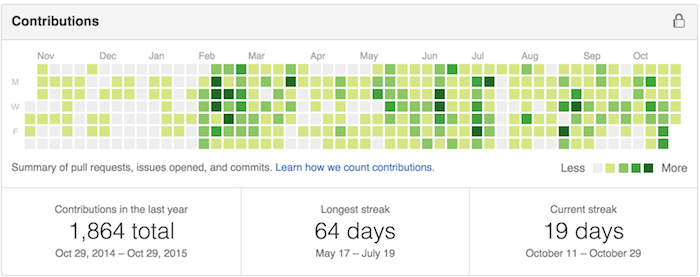 Contributions
Nov Dec Jan Feb Mar Apr May Jun Jul Aug Sep Oct
M
W
F
Summary of pull requests, issues opened, and commits. Learn how we count contributions.
Less More
Contributions in the last year
1,864 total
Oct 29, 2014 – Oct 29, 2015
Longest streak
64 days
May 17 – July 19
Current streak
19 days
October 11 – October 29